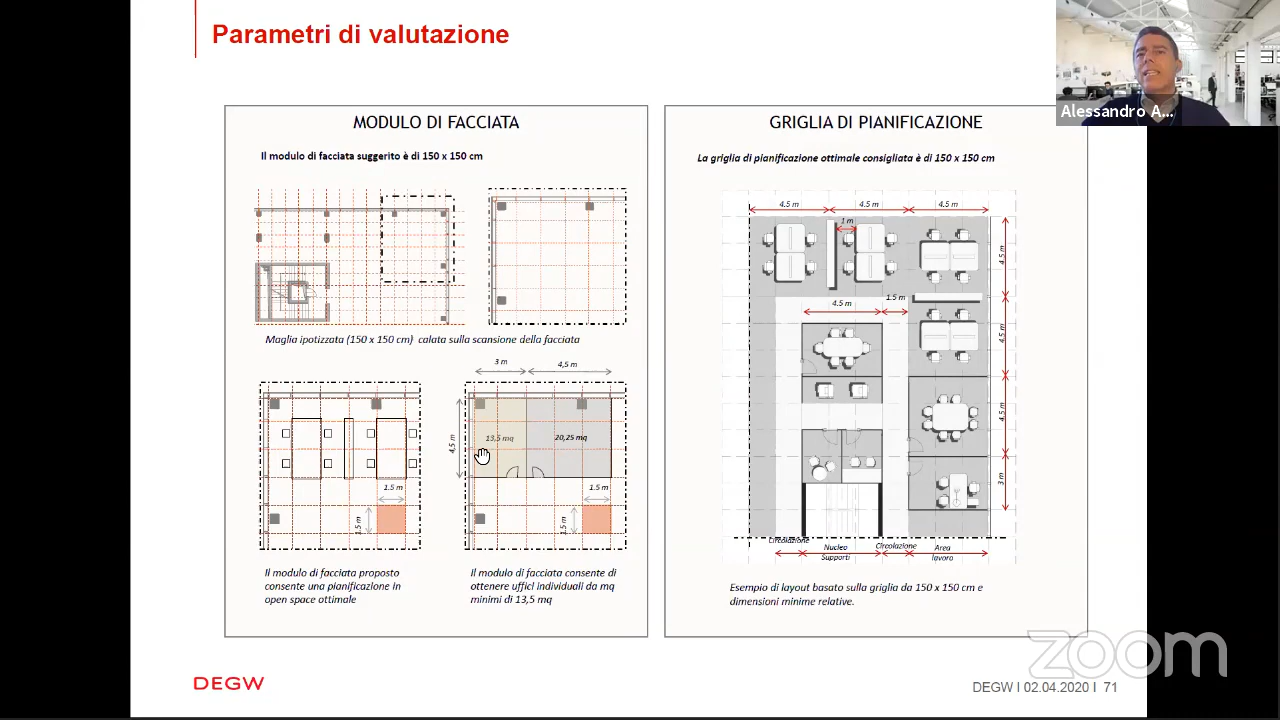 Parametri di valutazione
Alessandro A...
MODULO DI FACCIATA
Il modulo di facciata suggerito è di 150 x 150 cm
Maglia ipotizzata (150 x 150 cm) calata sulla scansione della facciata
3 m
4,5 m
4,5 m
13,5 mq
20,25 mq
1.5 m
1.5 m
1.5 m
1.5 m
Il modulo di facciata proposto
consente una pianificazione in
open space ottimale
Il modulo di facciata consente di
ottenere uffici individuali da mq
minimi di 13,5 mq
GRIGLIA DI PIANIFICAZIONE
La griglia di pianificazione ottimale consigliata è di 150 x 150 cm
4.5 m
4.5 m
4.5 m
1 m
4.5 m
1.5 m
4.5 m
4.5 m
4.5 m
3 m
Circolazione
Nucleo
Supporti
Circolazione
Area
lavoro
Esempio di layout basato sulla griglia da 150 x 150 cm e
dimensioni minime relative.
zoom
DEGW
DEGW I 02.04.2020 I 71